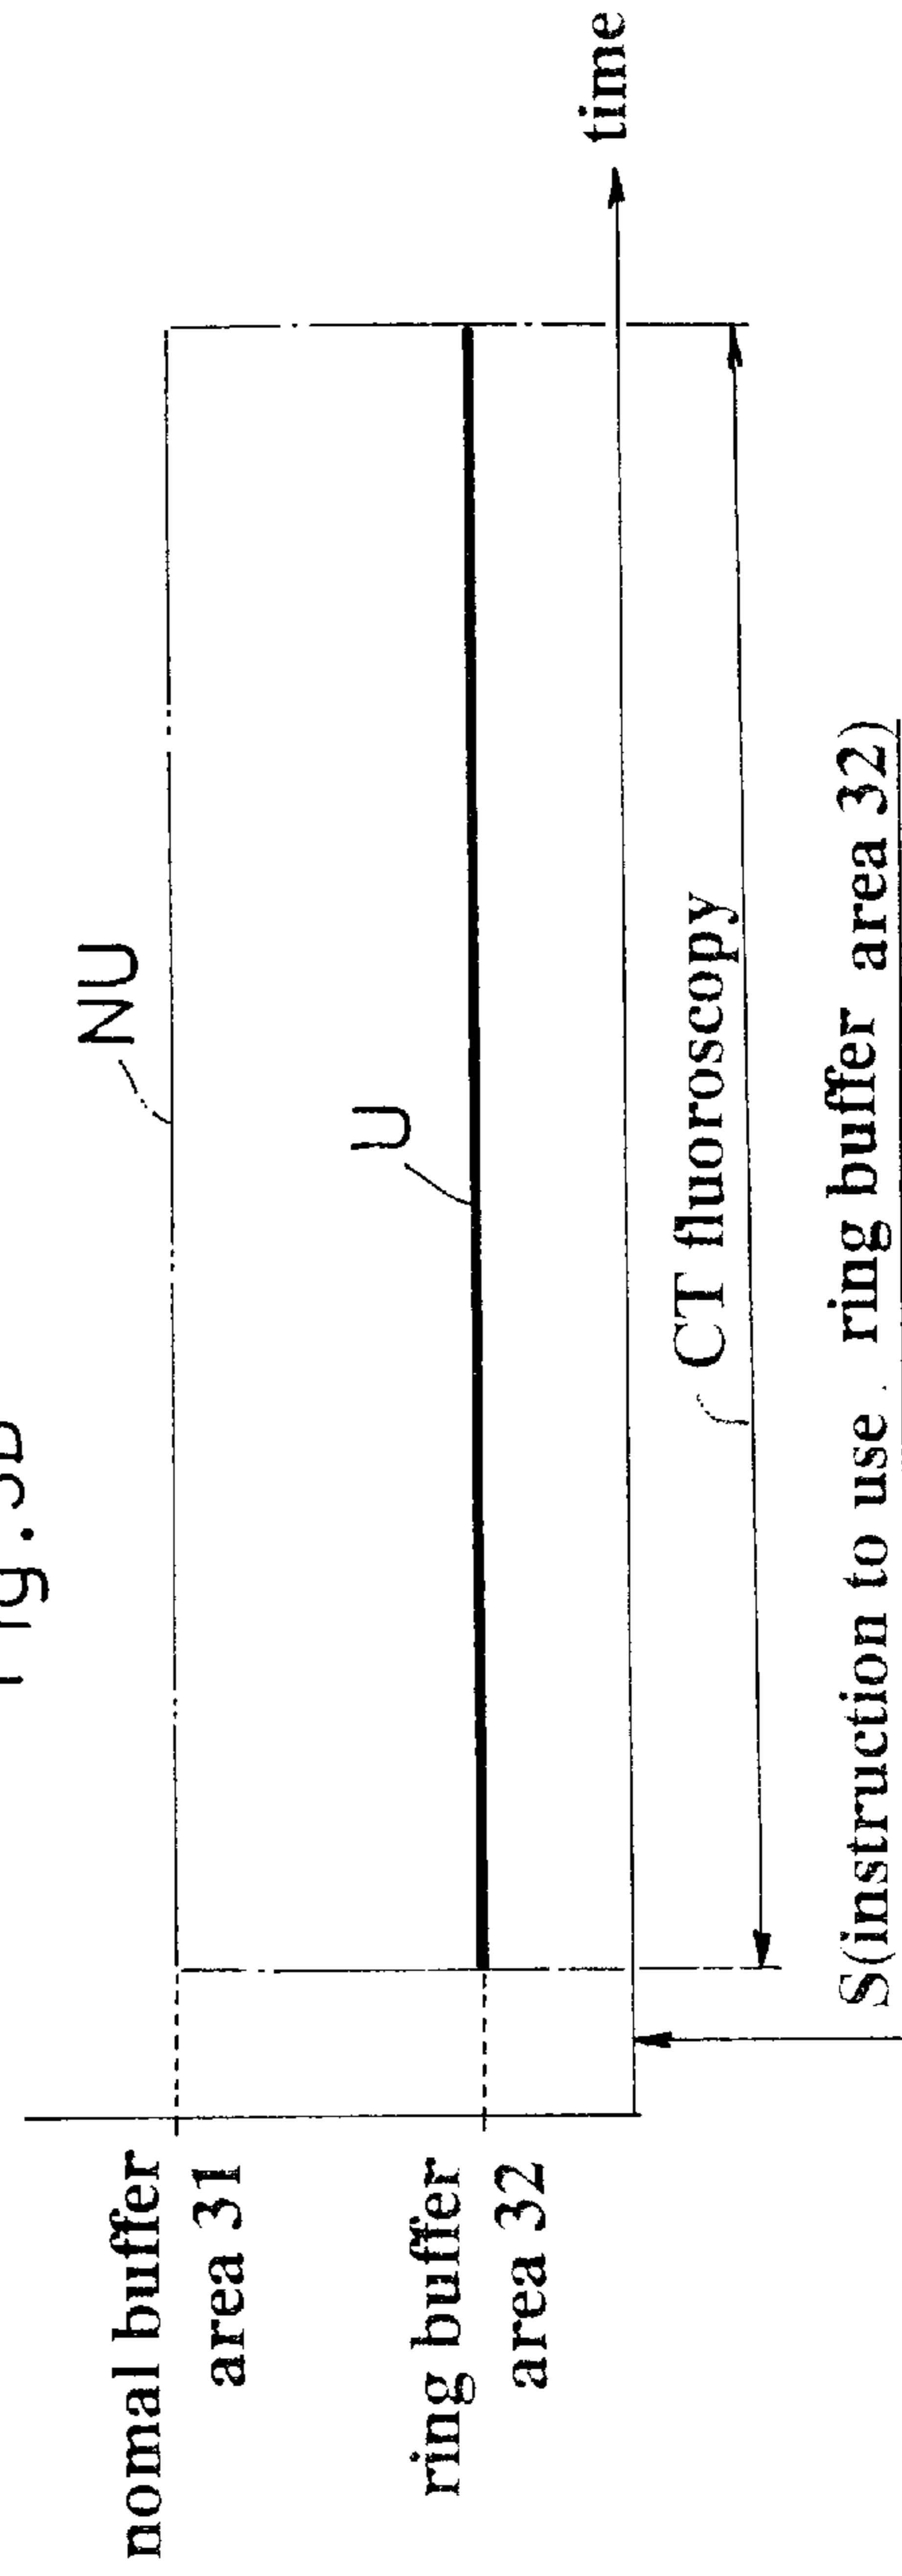 NU
nomal buffer
area 31
U
ring buffer
area 32
time
CT fluoroscopy
S(instruction to use ring buffer area 32)